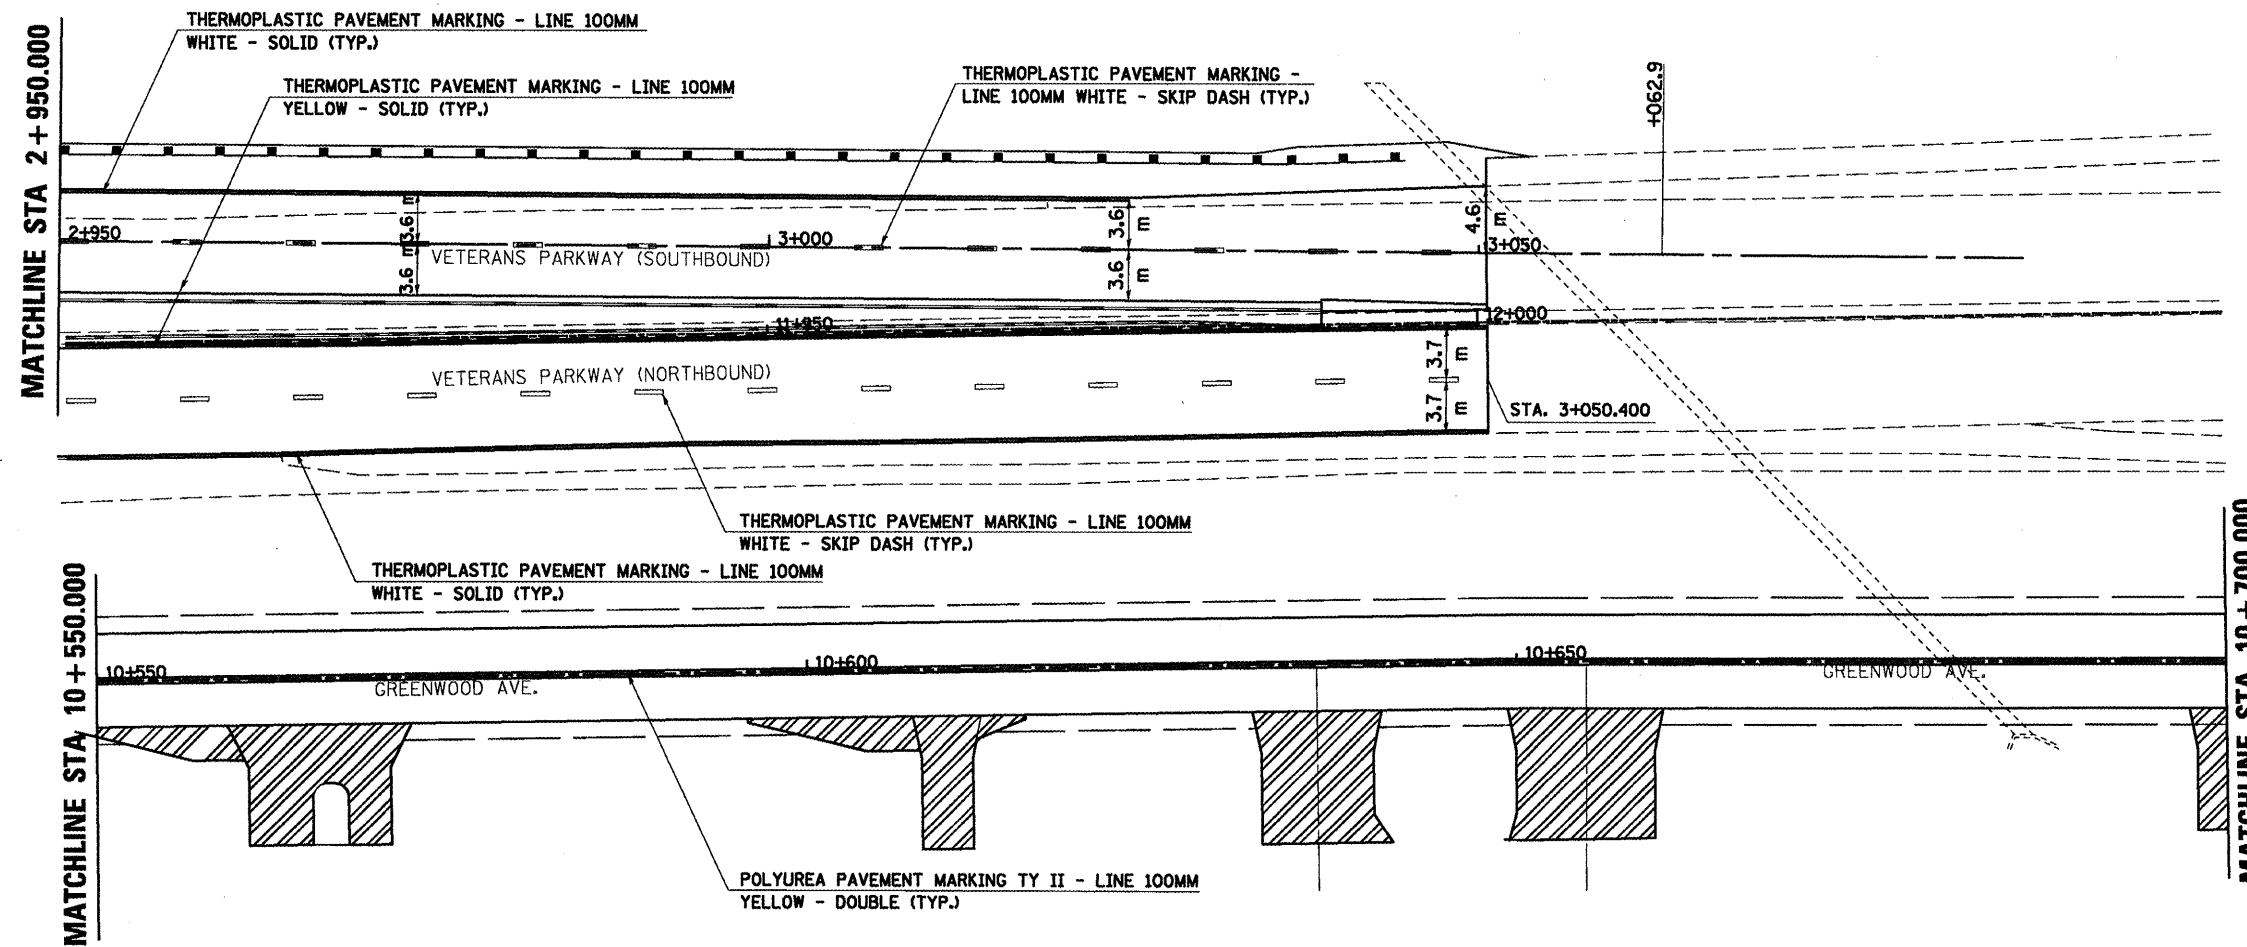 THERMOPLASTIC PAVEMENT MARKING - LINE 100MM
WHITE - SOLID (TYP.)
THERMOPLASTIC PAVEMENT MARKING - LINE 100MM
YELLOW - SOLID (TYP.)
THERMOPLASTIC PAVEMENT MARKING -
LINE 100MM WHITE - SKIP DASH (TYP.)
+062.9
MATCHLINE STA 2+950.000
3.6 m
3.6 m
3.6 m
3.6 m
4.6 m
2+950
3+000
3+050
VETERANS PARKWAY (SOUTHBOUND)
11+950
12+000
VETERANS PARKWAY (NORTHBOUND)
3.7 m
3.7 m
STA. 3+050.400
THERMOPLASTIC PAVEMENT MARKING - LINE 100MM
WHITE - SKIP DASH (TYP.)
THERMOPLASTIC PAVEMENT MARKING - LINE 100MM
WHITE - SOLID (TYP.)
MATCHLINE STA 10+550.000
MATCHLINE STA 10+700.000
10+550
10+600
10+650
GREENWOOD AVE.
GREENWOOD AVE.
POLYUREA PAVEMENT MARKING TY II - LINE 100MM
YELLOW - DOUBLE (TYP.)